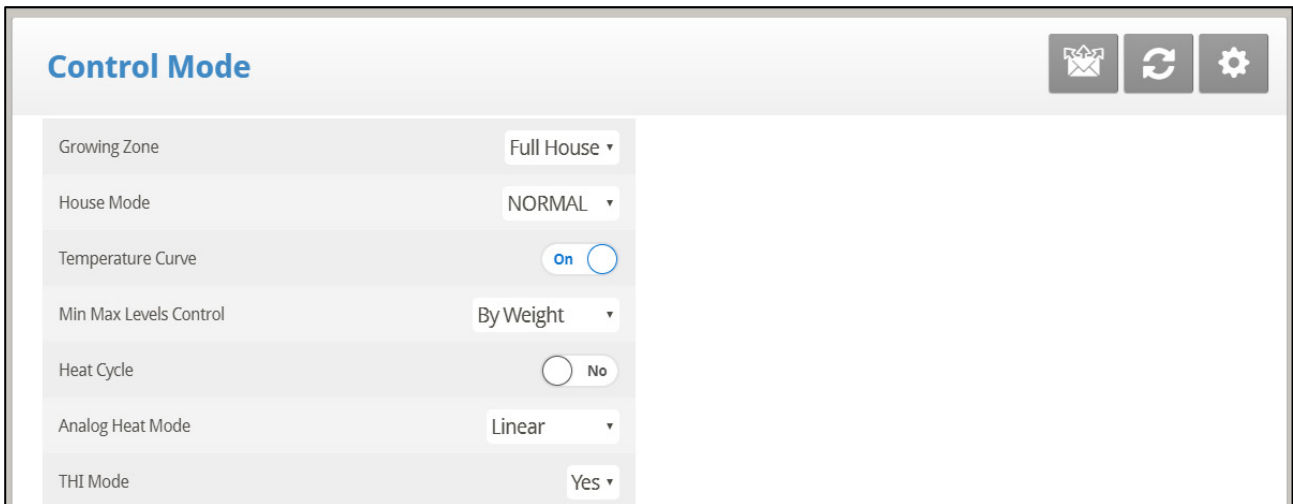 Control Mode
Growing Zone Full House
House Mode NORMAL
Temperature Curve On
Min Max Levels Control By Weight
Heat Cycle No
Analog Heat Mode Linear
THI Mode Yes